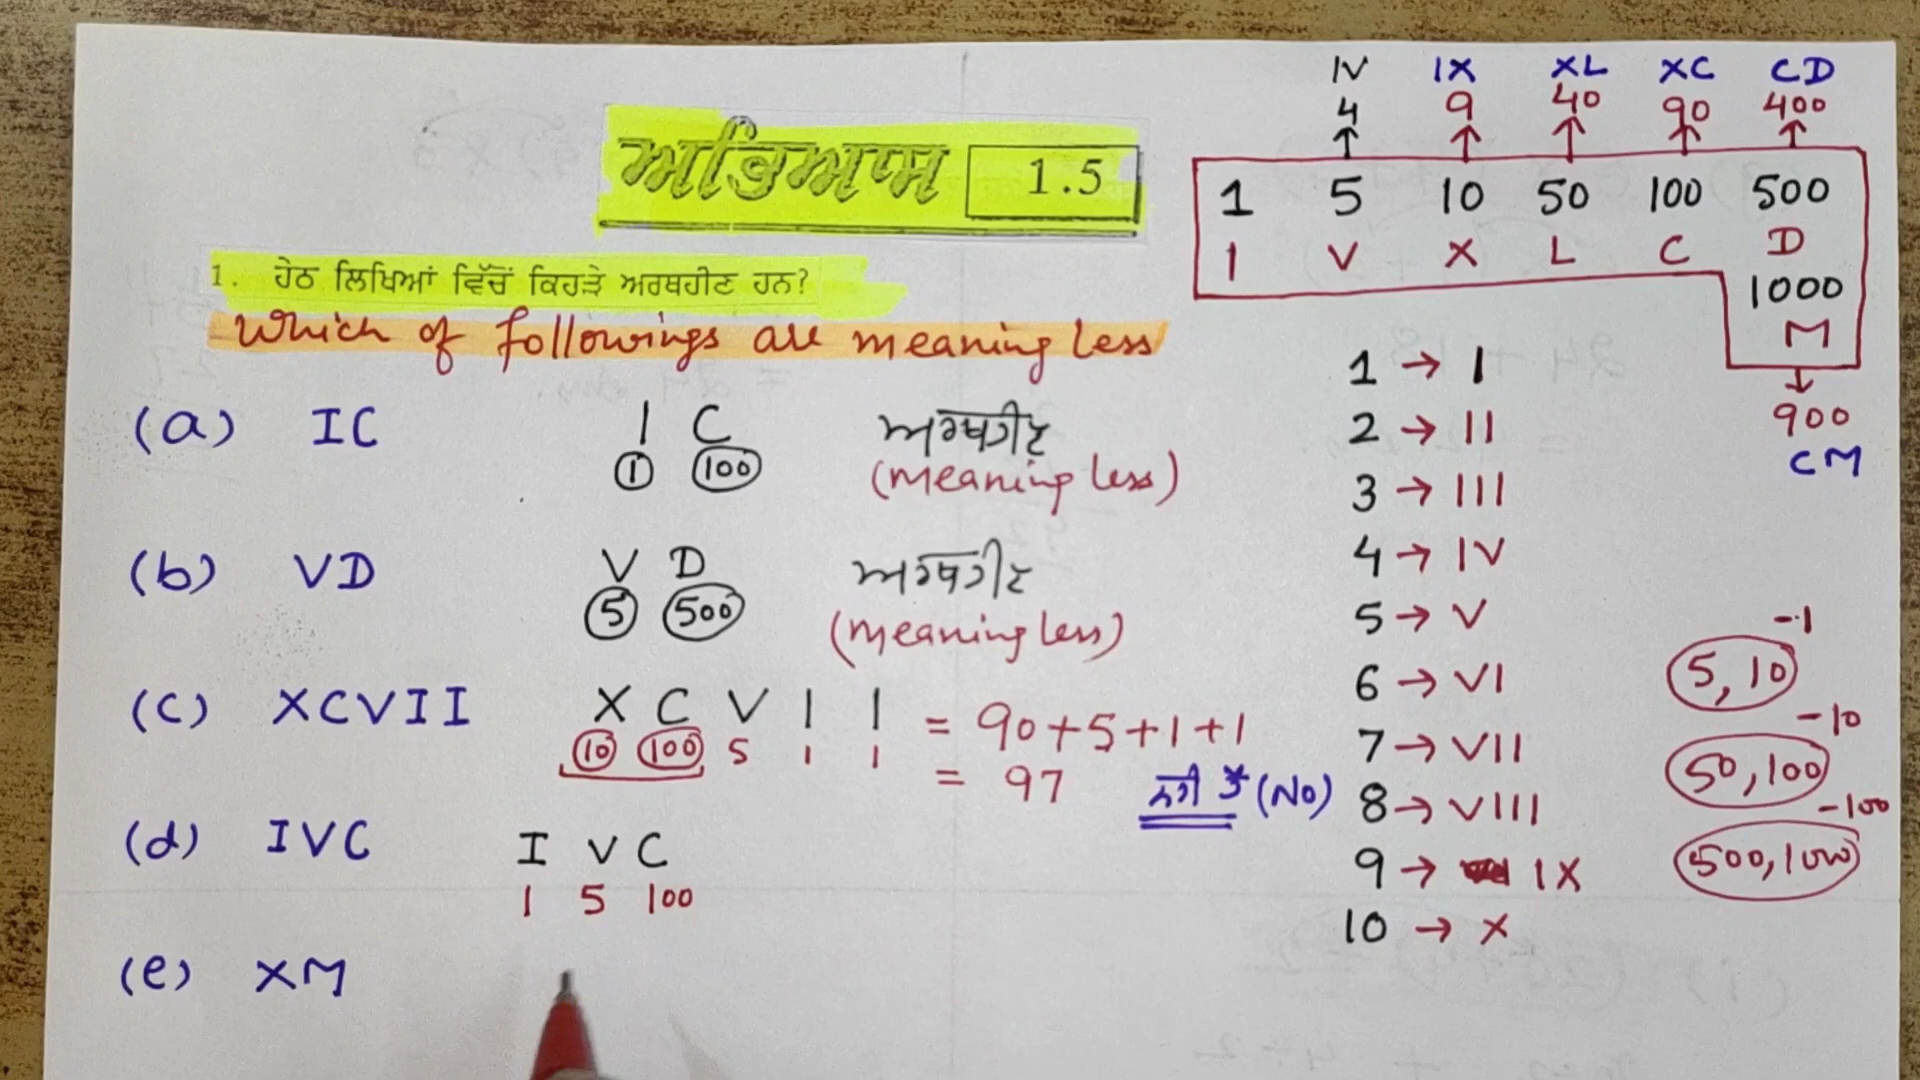 ਅਭਿਆਸ 1.5
1. ਹੇਠ ਲਿਖਿਆਂ ਵਿੱਚੋਂ ਕਿਹੜੇ ਅਰਥਹੀਣ ਹਨ?
Which of followings are meaning less
(a) IC I C ਅਰਥਹੀਣ
1 100 (meaning less)
(b) VD V D ਅਰਥਹੀਣ
5 500 (meaning less)
(c) XCVII X C V I I = 90+5+1+1
10 100 5 1 1 = 97 ਨਹੀਂ (NO)
(d) IVC I V C
1 5 100
(e) XM
IV IX XL XC CD
4 9 40 90 400
1 5 10 50 100 500
I V X L C D
1000
M
900
CM
1 → I
2 → II
3 → III
4 → IV
5 → V
6 → VI
7 → VII
8 → VIII
9 → IX
10 → X
-1
5, 10
-10
50, 100
-100
500, 1000